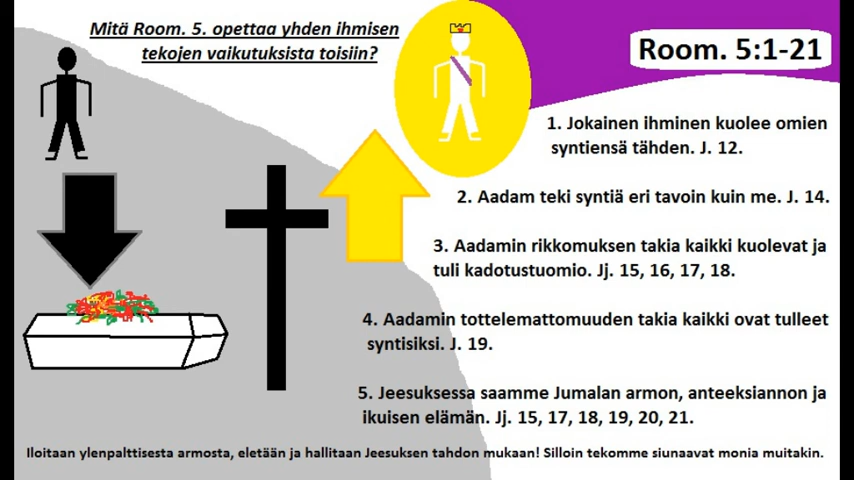 Mitä Room. 5. opettaa yhden ihmisen
tekojen vaikutuksista toisiin?
Room. 5:1-21
1. Jokainen ihminen kuolee omien
syntiensä tähden. J. 12.
2. Aadam teki syntiä eri tavoin kuin me. J. 14.
3. Aadamin rikkomuksen takia kaikki kuolevat ja
tuli kadotustuomio. Jj. 15, 16, 17, 18.
4. Aadamin tottelemattomuuden takia kaikki ovat tulleet
syntisiksi. J. 19.
5. Jeesuksessa saamme Jumalan armon, anteeksiannon ja
ikuisen elämän. Jj. 15, 17, 18, 19, 20, 21.
Iloitaan ylenpalttisesta armosta, eletään ja hallitaan Jeesuksen tahdon mukaan! Silloin tekomme siunaavat monia muitakin.